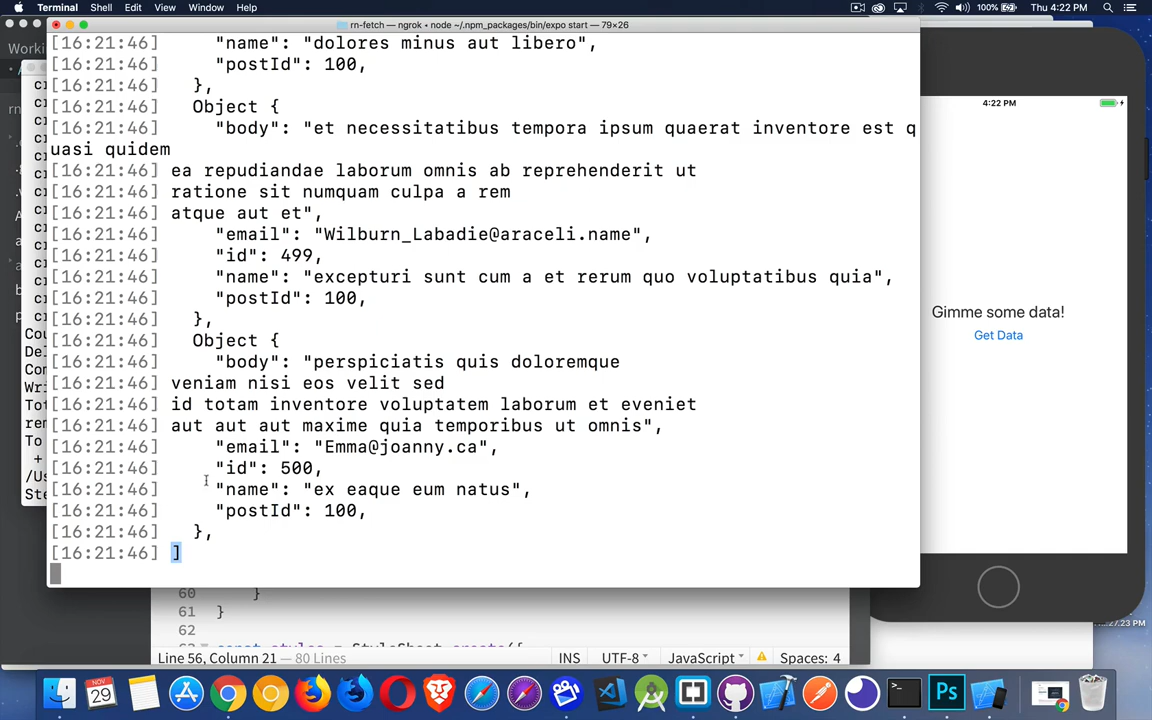 Terminal Shell Edit View Window Help 100% Thu 4:22 PM
rn-fetch • ngrok • node ~/.npm_packages/bin/expo start — 79×26
[16:21:46] "name": "dolores minus aut libero",
[16:21:46] "postId": 100,
[16:21:46] },
[16:21:46] Object {
[16:21:46] "body": "et necessitatibus tempora ipsum quaerat inventore est q
uasi quidem
[16:21:46] ea repudiandae laborum omnis ab reprehenderit ut
[16:21:46] ratione sit numquam culpa a rem
[16:21:46] atque aut et",
[16:21:46] "email": "Wilburn_Labadie@araceli.name",
[16:21:46] "id": 499,
[16:21:46] "name": "excepturi sunt cum a et rerum quo voluptatibus quia",
[16:21:46] "postId": 100,
[16:21:46] },
[16:21:46] Object {
[16:21:46] "body": "perspiciatis quis doloremque
[16:21:46] veniam nisi eos velit sed
[16:21:46] id totam inventore voluptatem laborum et eveniet
[16:21:46] aut aut aut maxime quia temporibus ut omnis",
[16:21:46] "email": "Emma@joanny.ca",
[16:21:46] "id": 500,
[16:21:46] "name": "ex eaque eum natus",
[16:21:46] "postId": 100,
[16:21:46] },
[16:21:46] ]
60 }
61 }
62
Line 56, Column 21 — 80 Lines INS UTF-8 JavaScript Spaces: 4
4:22 PM
Gimme some data!
Get Data
NOV
29
Ps